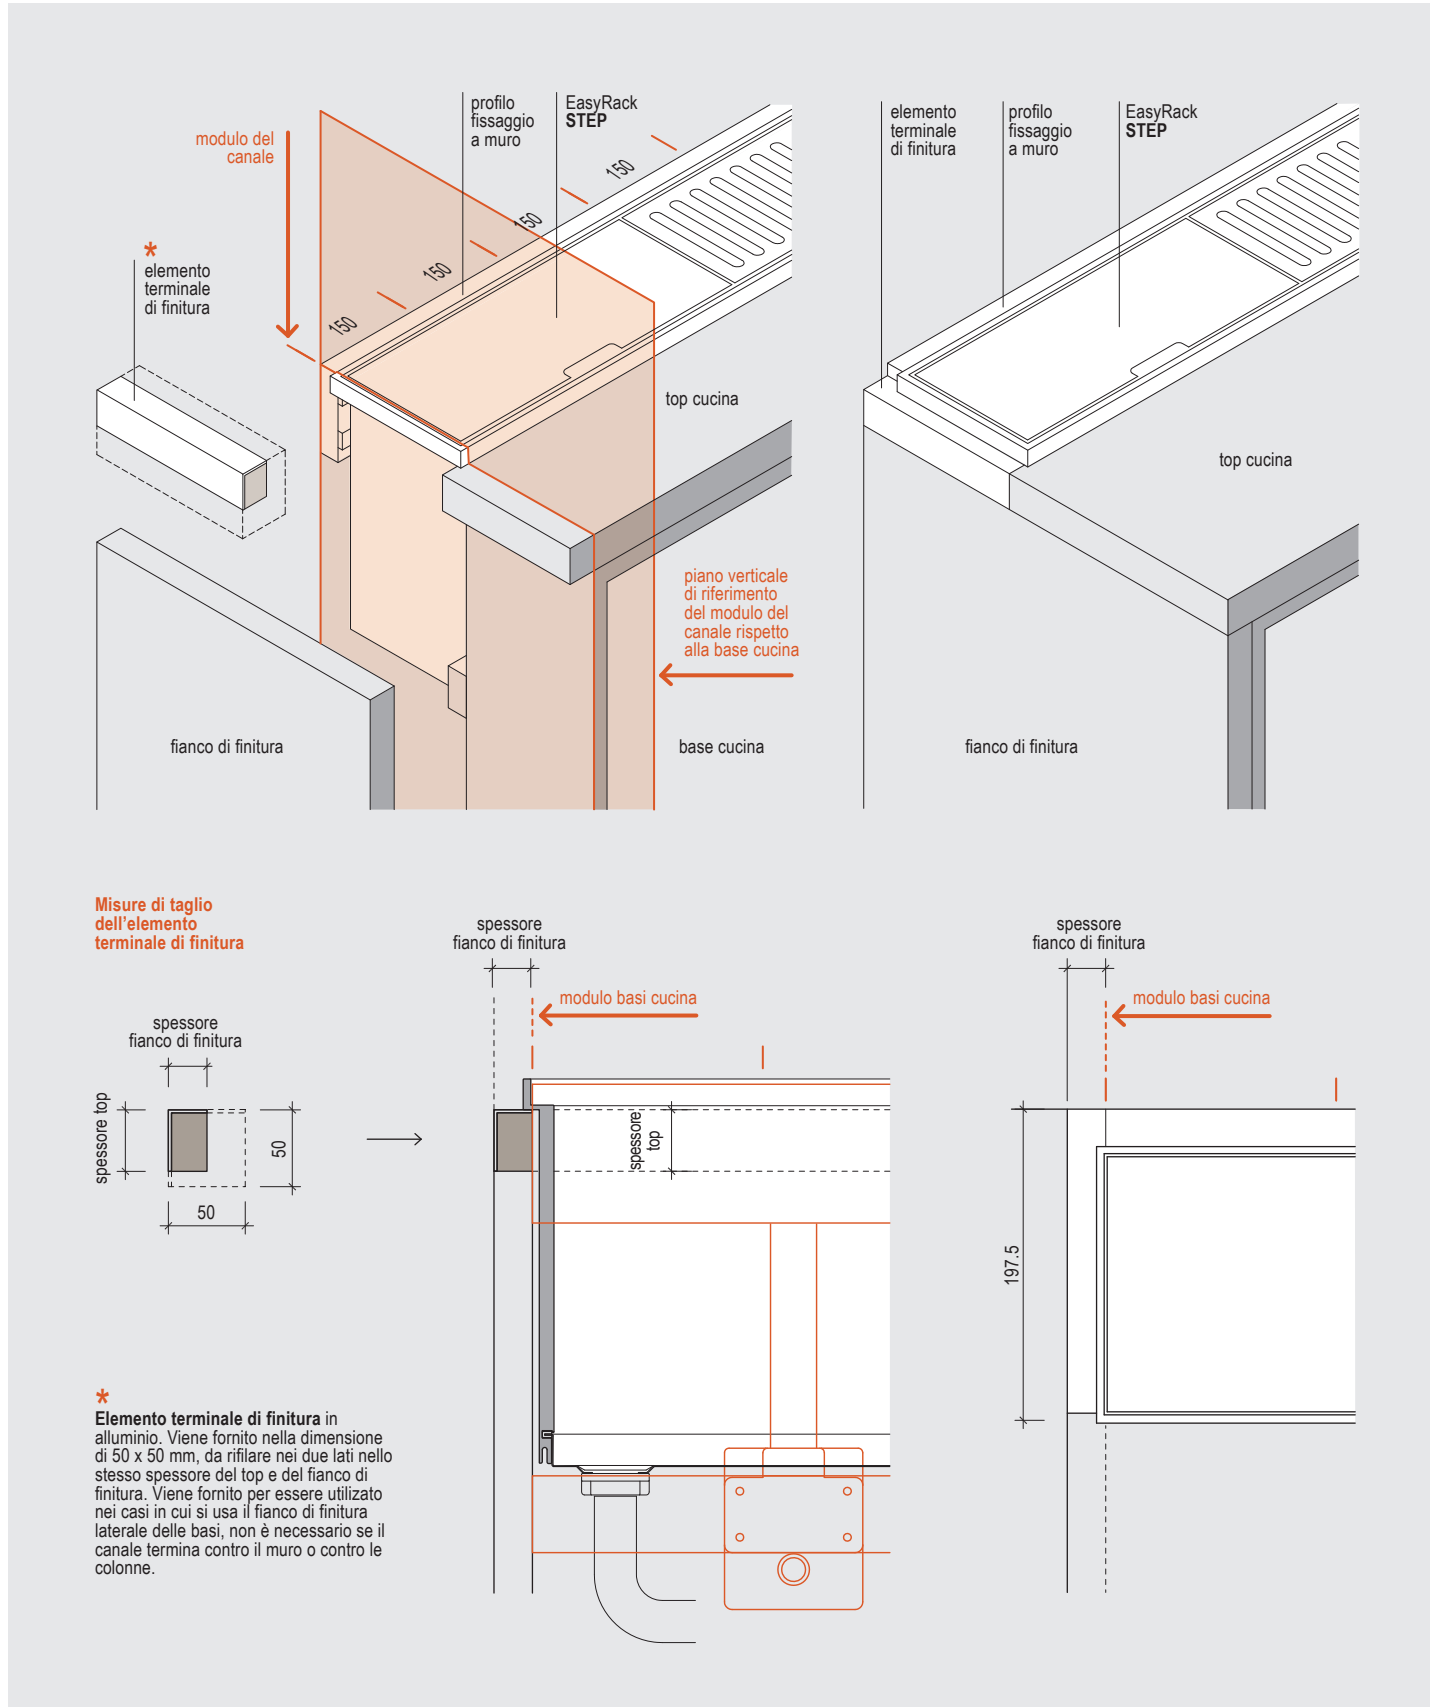 modulo del
canale
profilo
fissaggio
a muro
EasyRack
STEP
150
150
150
150
*
elemento
terminale
di finitura
top cucina
piano verticale
di riferimento
del modulo del
canale rispetto
alla base cucina
fianco di finitura
base cucina
elemento
terminale
di finitura
profilo
fissaggio
a muro
EasyRack
STEP
top cucina
fianco di finitura
Misure di taglio
dell'elemento
terminale di finitura
spessore
fianco di finitura
spessore top
50
50
spessore
fianco di finitura
modulo basi cucina
spessore
top
spessore
fianco di finitura
modulo basi cucina
197.5
*
Elemento terminale di finitura in
alluminio. Viene fornito nella dimensione
di 50 x 50 mm, da rifilare nei due lati nello
stesso spessore del top e del fianco di
finitura. Viene fornito per essere utilizato
nei casi in cui si usa il fianco di finitura
laterale delle basi, non è necessario se il
canale termina contro il muro o contro le
colonne.